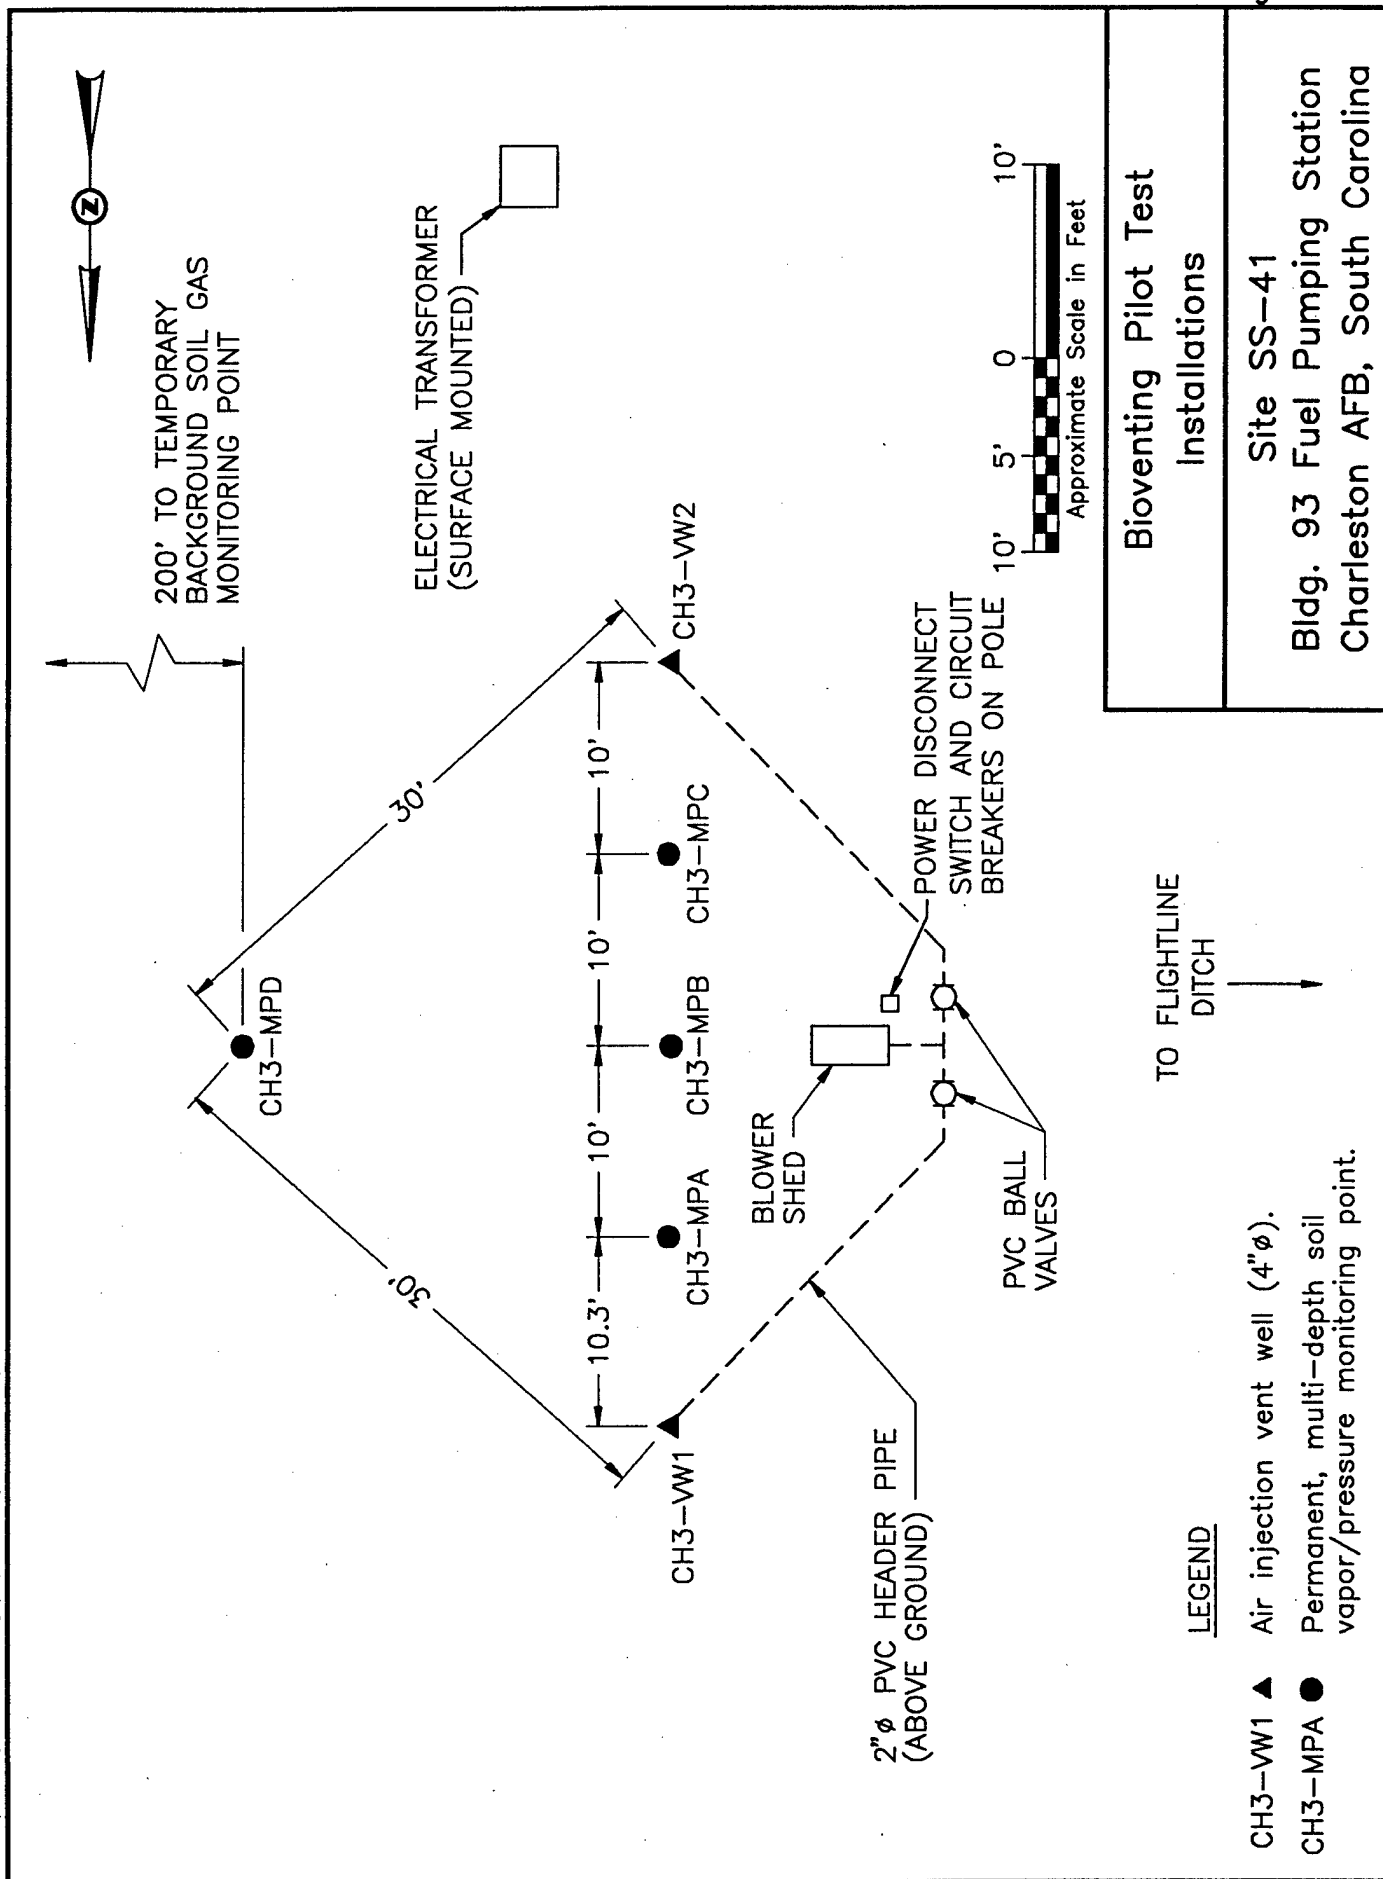 N
200' TO TEMPORARY
BACKGROUND SOIL GAS
MONITORING POINT
ELECTRICAL TRANSFORMER
(SURFACE MOUNTED)
CH3-MPD
30'
30'
10.3'
10'
10'
10'
CH3-VW1
CH3-MPA
CH3-MPB
CH3-MPC
CH3-VW2
BLOWER
SHED
POWER DISCONNECT
SWITCH AND CIRCUIT
BREAKERS ON POLE
2"ø PVC HEADER PIPE
(ABOVE GROUND)
PVC BALL
VALVES
TO FLIGHTLINE
DITCH
10' 5' 0 10'
Approximate Scale in Feet
LEGEND
CH3-VW1 ▲ Air injection vent well (4"ø).
CH3-MPA ● Permanent, multi-depth soil
vapor/pressure monitoring point.
Bioventing Pilot Test
Installations
Site SS-41
Bldg. 93 Fuel Pumping Station
Charleston AFB, South Carolina